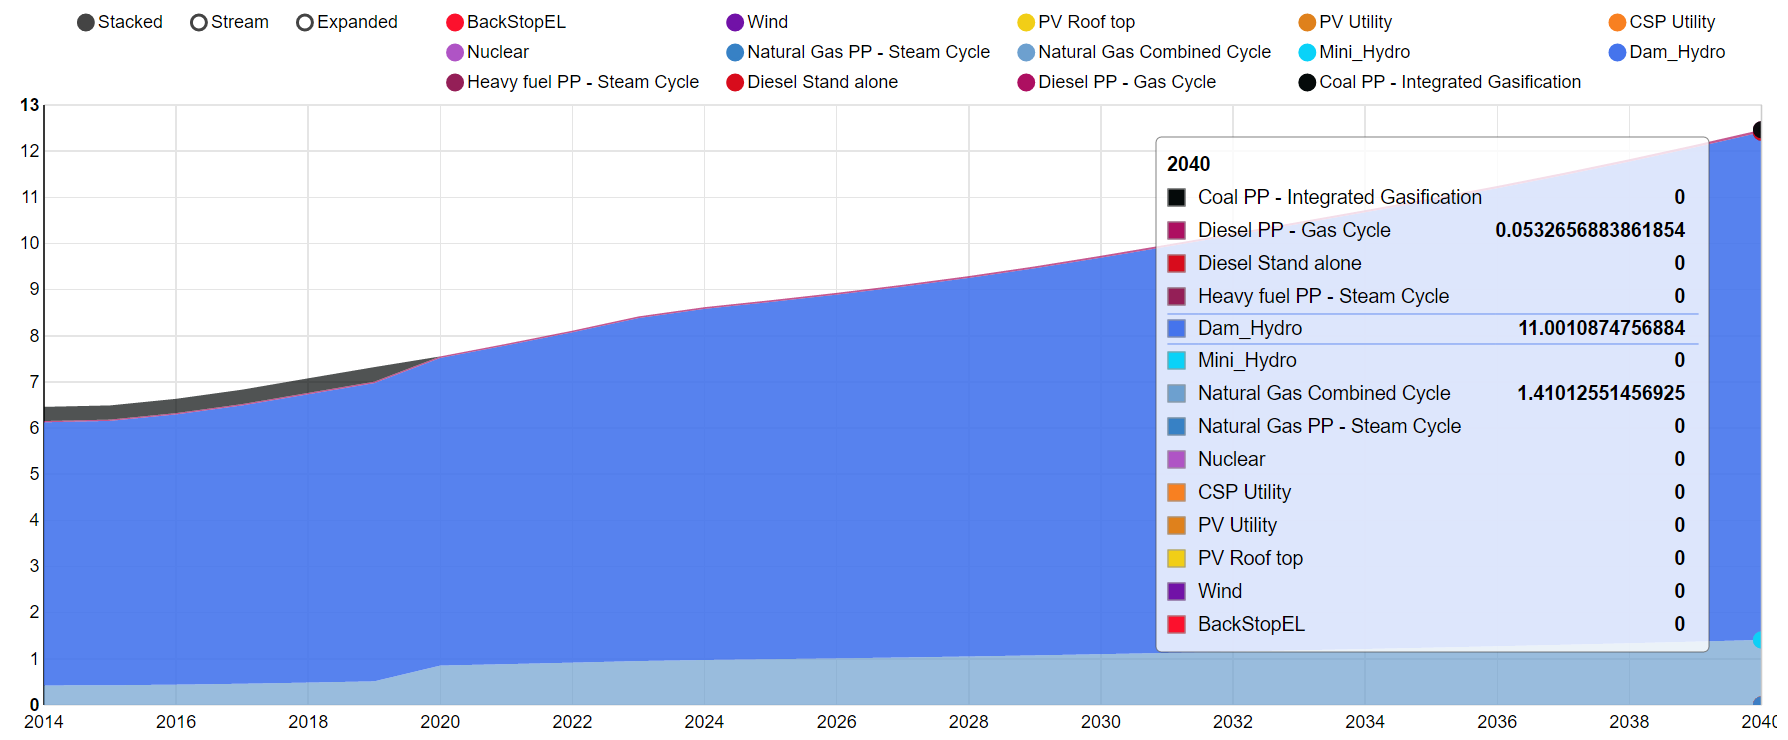 Stacked Stream Expanded BackStopEL Wind PV Roof top PV Utility CSP Utility
Nuclear Natural Gas PP - Steam Cycle Natural Gas Combined Cycle Mini_Hydro Dam_Hydro
Heavy fuel PP - Steam Cycle Diesel Stand alone Diesel PP - Gas Cycle Coal PP - Integrated Gasification
13
12
11
10
9
8
7
6
5
4
3
2
1
0
2040
Coal PP - Integrated Gasification 0
Diesel PP - Gas Cycle 0.0532656883861854
Diesel Stand alone 0
Heavy fuel PP - Steam Cycle 0
Dam_Hydro 11.0010874756884
Mini_Hydro 0
Natural Gas Combined Cycle 1.41012551456925
Natural Gas PP - Steam Cycle 0
Nuclear 0
CSP Utility 0
PV Utility 0
PV Roof top 0
Wind 0
BackStopEL 0
2014 2016 2018 2020 2022 2024 2026 2028 2030 2032 2034 2036 2038 2040